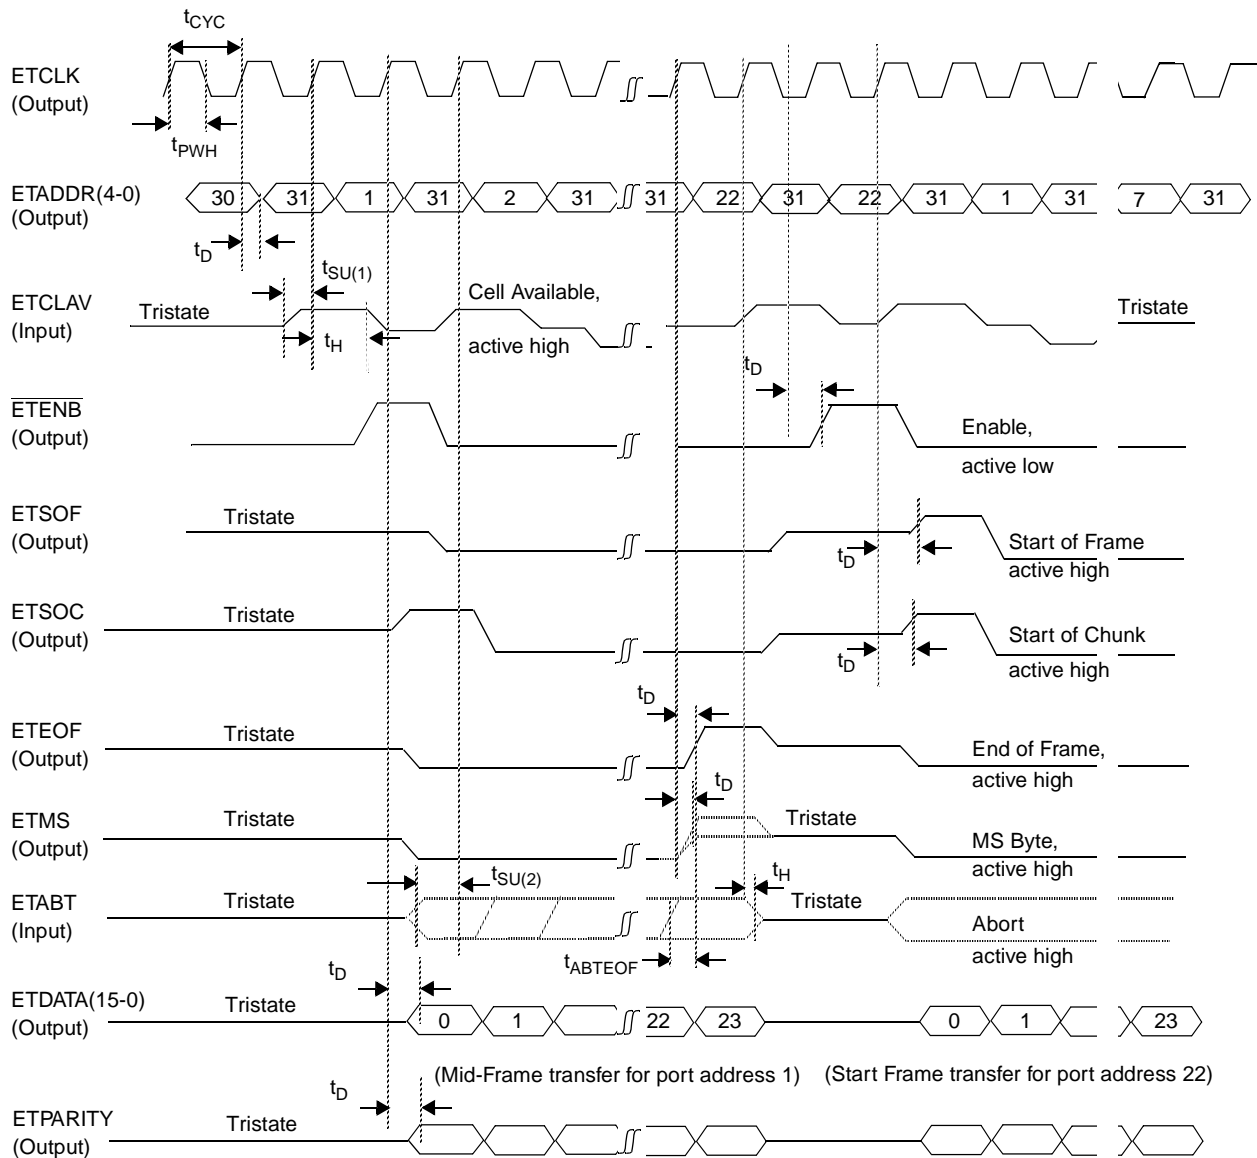 tCYC
ETCLK
(Output)
tPWH
ETADDR(4-0)
(Output)
30 31 1 31 2 31 31 22 31 22 31 1 31 7 31
tD
tSU(1)
ETCLAV
(Input)
Tristate
Cell Available,
active high
Tristate
tH
tD
ETENB
(Output)
Enable,
active low
ETSOF
(Output)
Tristate
tD
Start of Frame
active high
ETSOC
(Output)
Tristate
tD
Start of Chunk
active high
tD
ETEOF
(Output)
Tristate
End of Frame,
active high
tD
ETMS
(Output)
Tristate
Tristate
MS Byte,
active high
tSU(2)
tH
ETABT
(Input)
Tristate
Tristate
Abort
active high
tABTEOF
tD
ETDATA(15-0)
(Output)
Tristate
0 1 22 23 0 1 23
(Mid-Frame transfer for port address 1) (Start Frame transfer for port address 22)
tD
ETPARITY
(Output)
Tristate